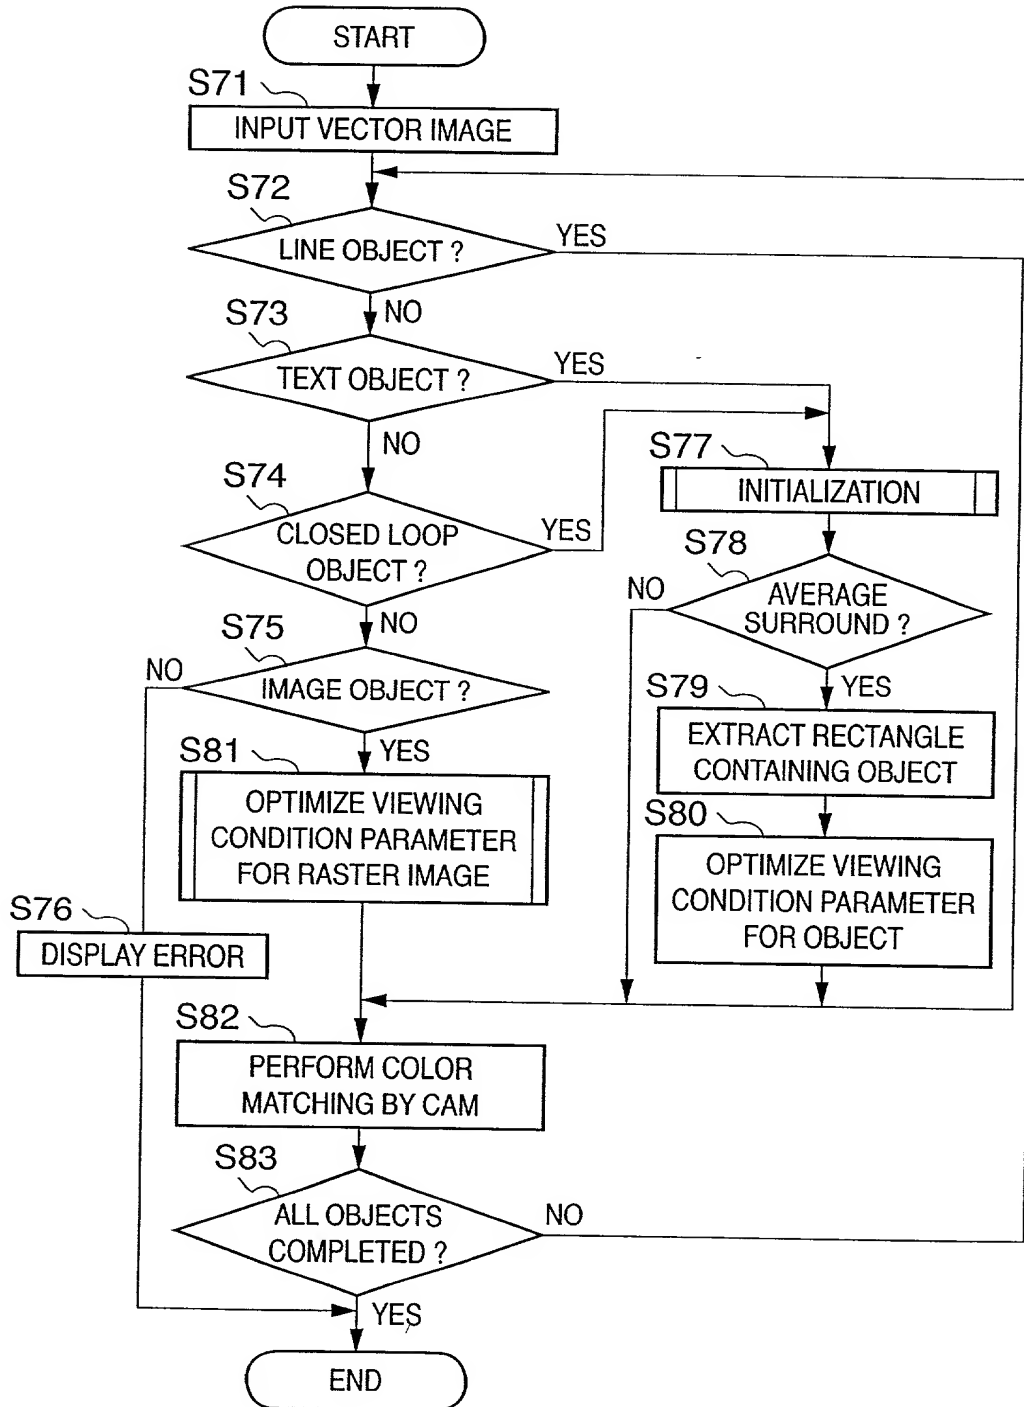 START
S71
INPUT VECTOR IMAGE
S72
LINE OBJECT ?
YES
NO
S73
TEXT OBJECT ?
YES
NO
S74
CLOSED LOOP
OBJECT ?
YES
NO
S75
IMAGE OBJECT ?
NO
YES
S76
DISPLAY ERROR
S77
INITIALIZATION
S78
AVERAGE
SURROUND ?
NO
YES
S79
EXTRACT RECTANGLE
CONTAINING OBJECT
S80
OPTIMIZE VIEWING
CONDITION PARAMETER
FOR OBJECT
S81
OPTIMIZE VIEWING
CONDITION PARAMETER
FOR RASTER IMAGE
S82
PERFORM COLOR
MATCHING BY CAM
S83
ALL OBJECTS
COMPLETED ?
NO
YES
END